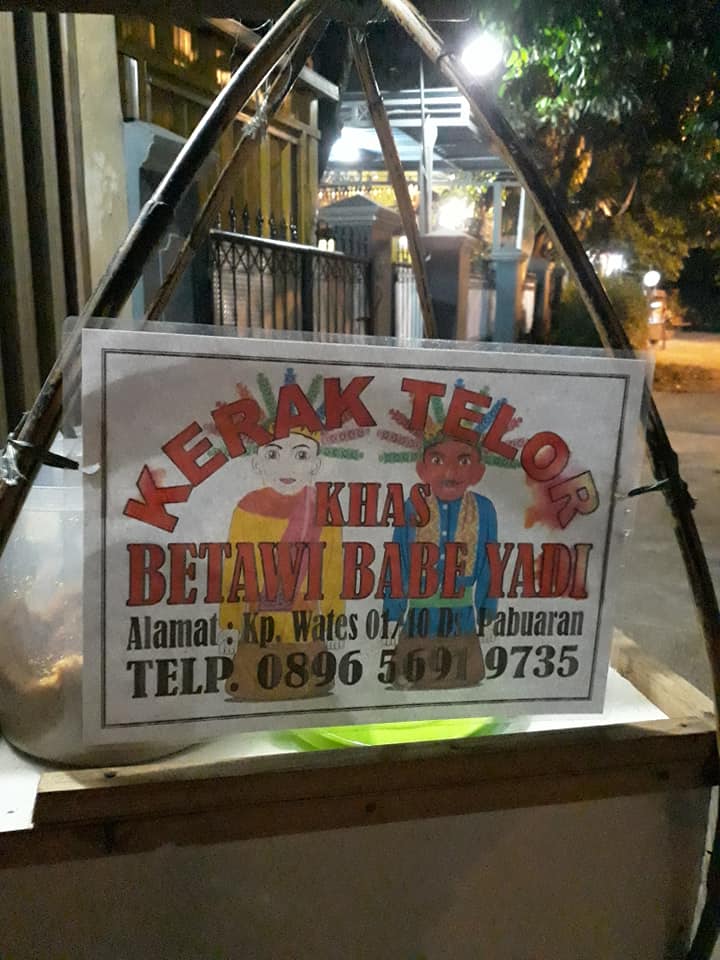 KERAK TELOR
KHAS
BETAWI BABE YADI
Alamat : Kp. Wates 01/10 Ds. Pabuaran
TELP. 0896 5691 9735